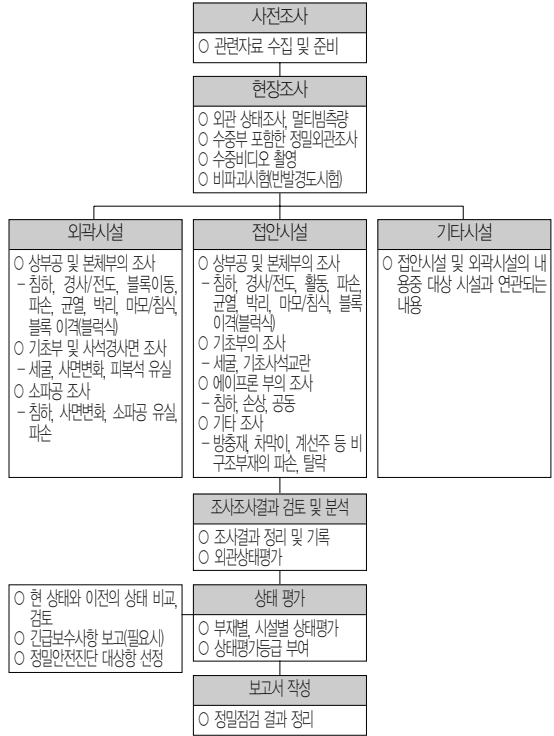 사전조사
○ 관련자료 수집 및 준비
현장조사
○ 외관 상태조사, 멀티빔측량
○ 수중부 포함한 정밀외관조사
○ 수중비디오 촬영
○ 비파괴시험(반발경도시험)
외곽시설
○ 상부공 및 본체부의 조사
- 침하, 경사/전도, 블록이동,
파손, 균열, 박리, 마모/침식,
블록 이격(블럭식)
○ 기초부 및 사석경사면 조사
- 세굴, 사면변화, 피복석 유실
○ 소파공 조사
- 침하, 사면변화, 소파공 유실,
파손
접안시설
○ 상부공 및 본체부의 조사
- 침하, 경사/전도, 활동, 파손,
균열, 박리, 마모/침식, 블록
이격(블럭식)
○ 기초부의 조사
- 세굴, 기초사석교란
○ 에이프론 부의 조사
- 침하, 손상, 공동
○ 기타 조사
- 방충재, 차막이, 계선주 등 비
구조부재의 파손, 탈락
기타시설
○ 접안시설 및 외곽시설의 내
용중 대상 시설과 연관되는
내용
조사조사결과 검토 및 분석
○ 조사결과 정리 및 기록
○ 외관상태평가
○ 현 상태와 이전의 상태 비교,
검토
○ 긴급보수사항 보고(필요시)
○ 정밀안전진단 대상항 선정
상태 평가
○ 부재별, 시설별 상태평가
○ 상태평가등급 부여
보고서 작성
○ 정밀점검 결과 정리